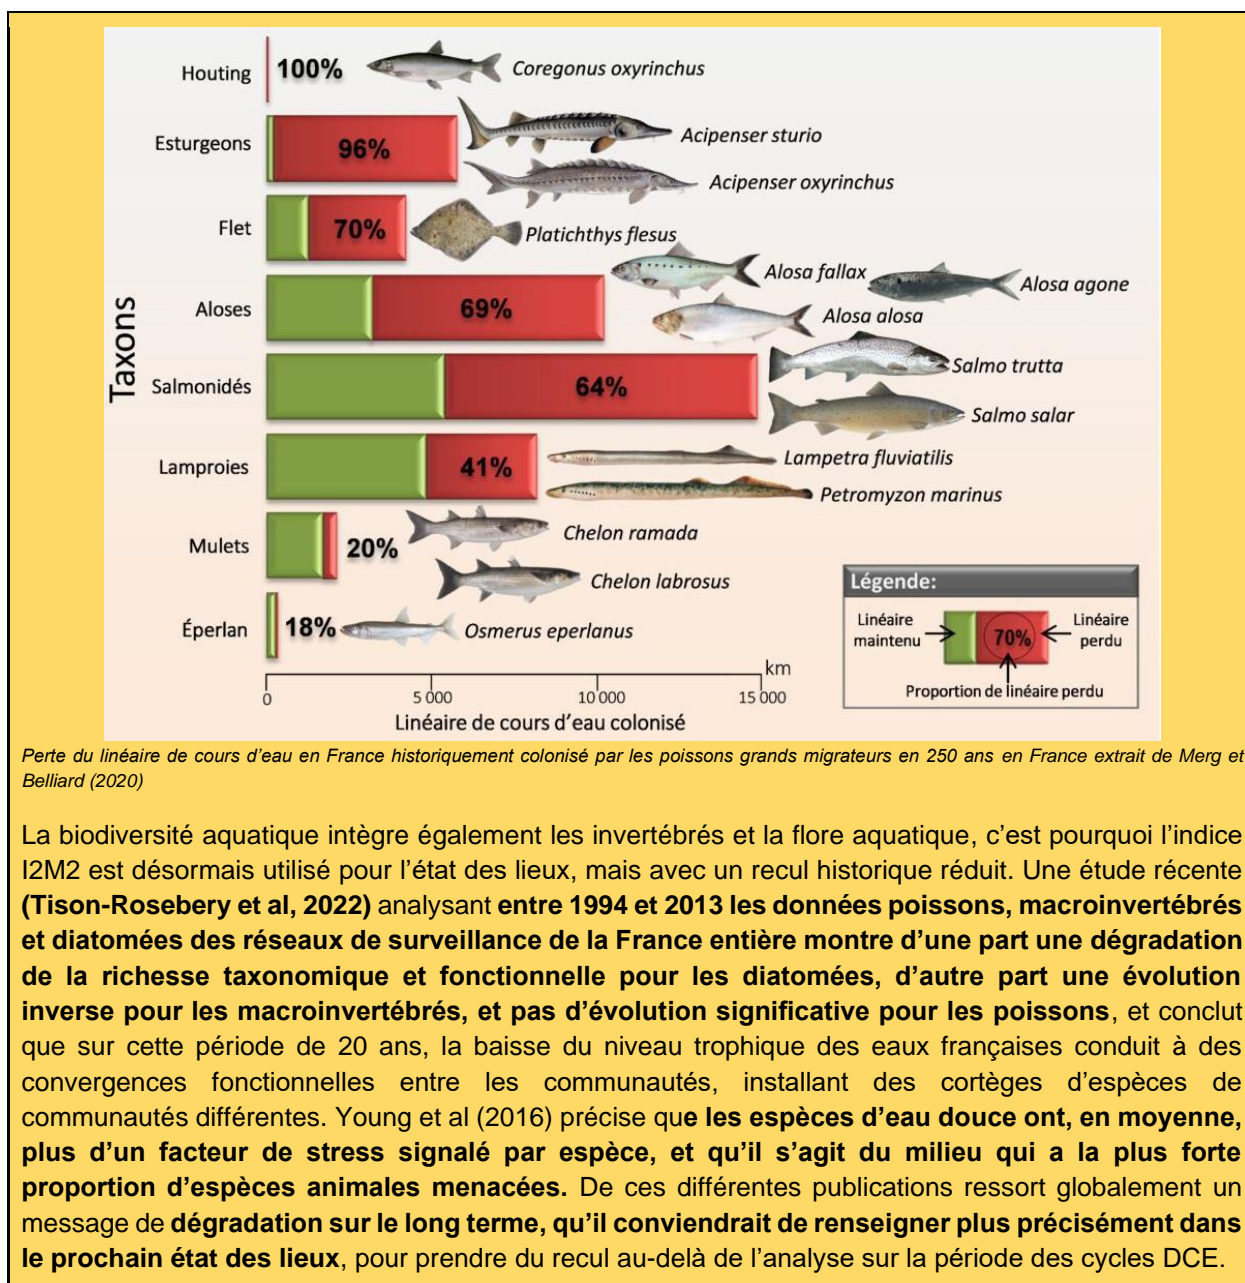 Houting
100%
Coregonus oxyrinchus
Esturgeons
96%
Acipenser sturio
Acipenser oxyrinchus
Flet
70%
Platichthys flesus
Aloses
69%
Alosa fallax
Alosa agone
Alosa alosa
Taxons
Salmonidés
64%
Salmo trutta
Salmo salar
Lamproies
41%
Lampetra fluviatilis
Petromyzon marinus
Mulets
20%
Chelon ramada
Chelon labrosus
Éperlan
18%
Osmerus eperlanus
km
0
5 000
10 000
15 000
Linéaire de cours d'eau colonisé
Légende:
Linéaire
maintenu
70%
Linéaire
perdu
Proportion de linéaire perdu
Perte du linéaire de cours d'eau en France historiquement colonisé par les poissons grands migrateurs en 250 ans en France extrait de Merg et
Belliard (2020)
La biodiversité aquatique intègre également les invertébrés et la flore aquatique, c'est pourquoi l'indice
I2M2 est désormais utilisé pour l'état des lieux, mais avec un recul historique réduit. Une étude récente
(Tison-Rosebery et al, 2022) analysant entre 1994 et 2013 les données poissons, macroinvertébrés
et diatomées des réseaux de surveillance de la France entière montre d'une part une dégradation
de la richesse taxonomique et fonctionnelle pour les diatomées, d'autre part une évolution
inverse pour les macroinvertébrés, et pas d'évolution significative pour les poissons, et conclut
que sur cette période de 20 ans, la baisse du niveau trophique des eaux françaises conduit à des
convergences fonctionnelles entre les communautés, installant des cortèges d'espèces de
communautés différentes. Young et al (2016) précise que les espèces d'eau douce ont, en moyenne,
plus d'un facteur de stress signalé par espèce, et qu'il s'agit du milieu qui a la plus forte
proportion d'espèces animales menacées. De ces différentes publications ressort globalement un
message de dégradation sur le long terme, qu'il conviendrait de renseigner plus précisément dans
le prochain état des lieux, pour prendre du recul au-delà de l'analyse sur la période des cycles DCE.